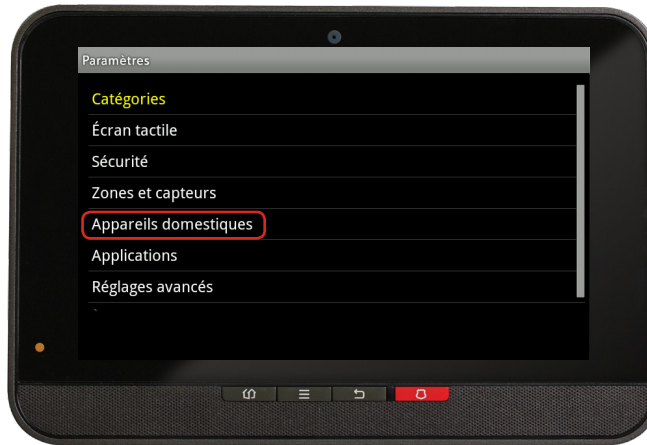 Paramètres
Catégories
Écran tactile
Sécurité
Zones et capteurs
Appareils domestiques
Applications
Réglages avancés